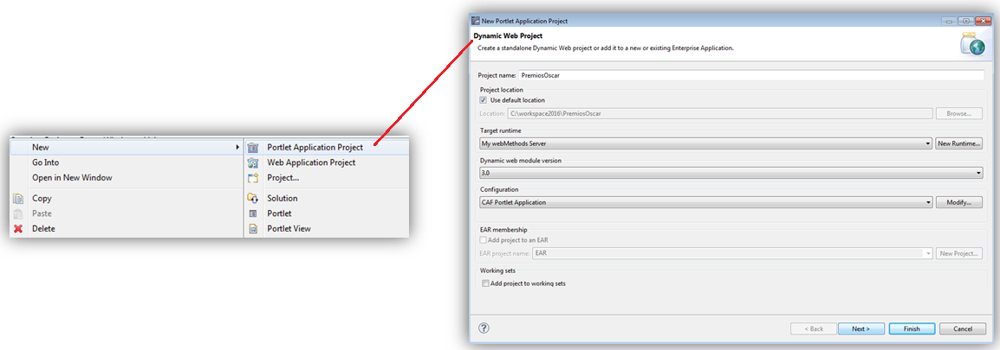 New
Go Into
Open in New Window
Copy
Paste
Delete
Portlet Application Project
Web Application Project
Project...
Solution
Portlet
Portlet View
New Portlet Application Project
Dynamic Web Project
Create a standalone Dynamic Web project or add it to a new or existing Enterprise Application.
Project name: PremiosOscar
Project location
Use default location
Location: C:\workspace2016\PremiosOscar Browse...
Target runtime
My webMethods Server New Runtime...
Dynamic web module version
3.0
Configuration
CAF Portlet Application Modify...
EAR membership
Add project to an EAR
EAR project name: EAR New Project...
Working sets
Add project to working sets
? < Back Next > Finish Cancel